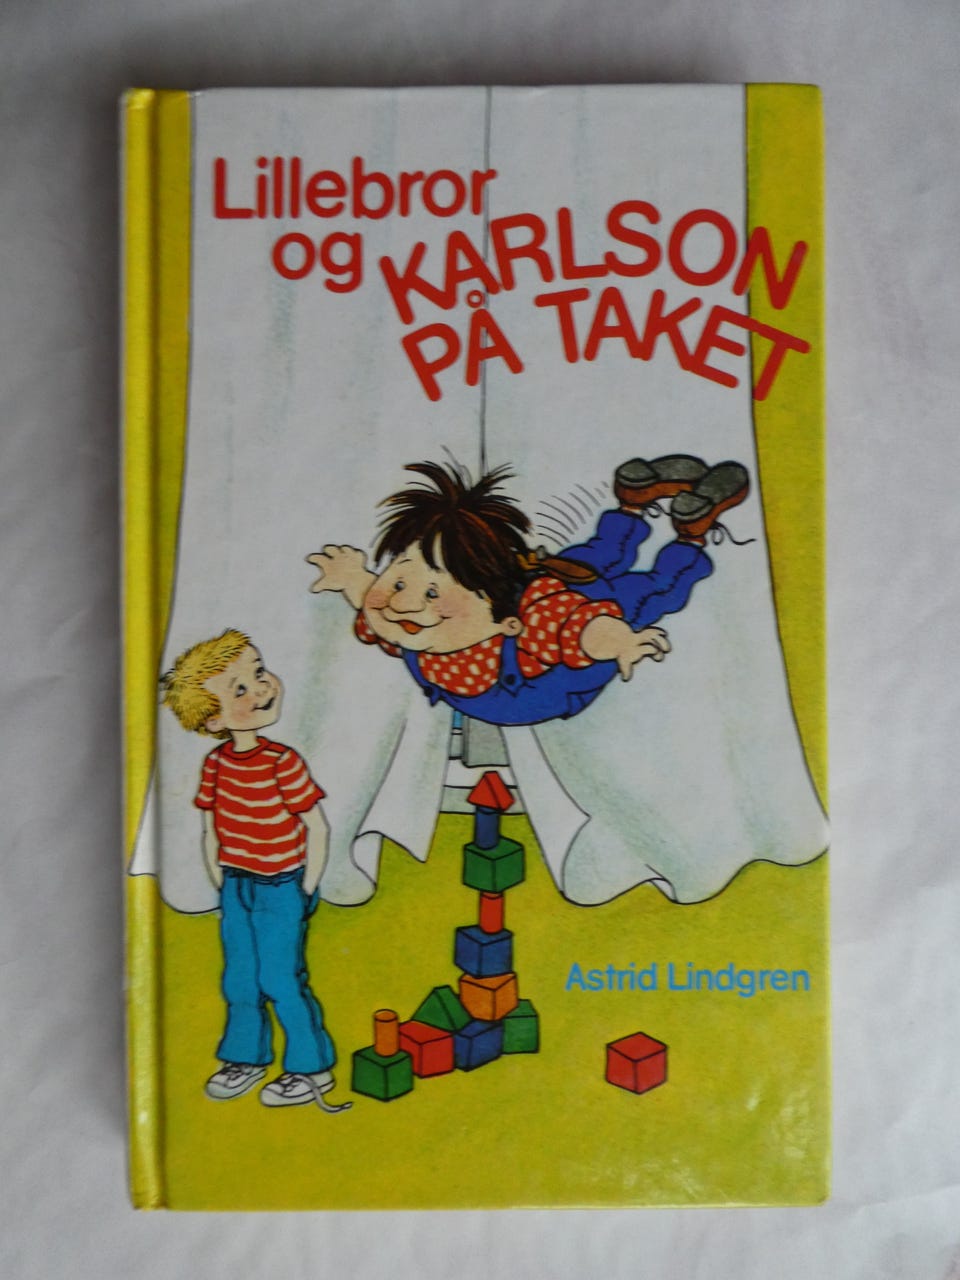 Lillebror
og KARLSON
PÅ TAKET
Astrid Lindgren